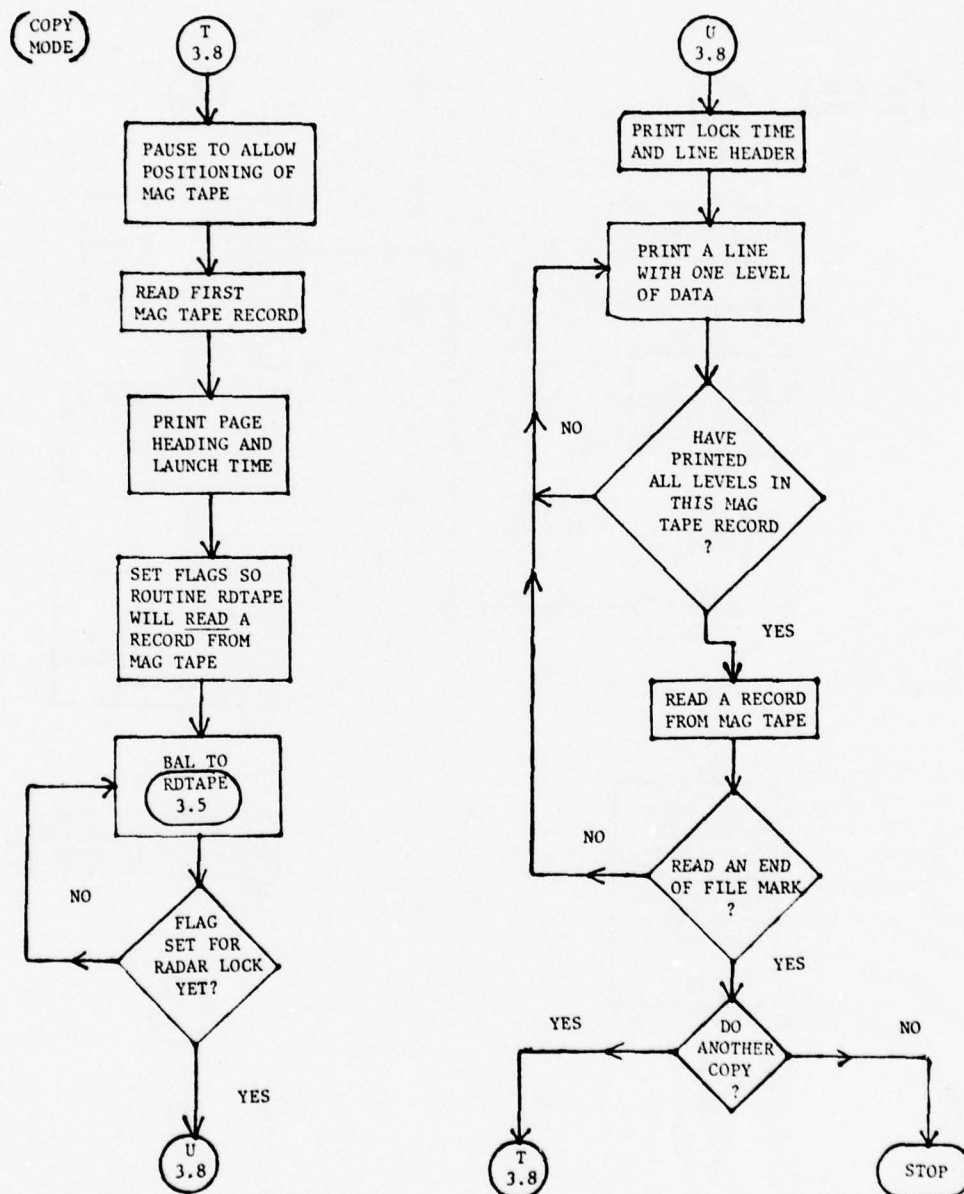 (COPY
MODE)
T
3.8
PAUSE TO ALLOW
POSITIONING OF
MAG TAPE
READ FIRST
MAG TAPE RECORD
PRINT PAGE
HEADING AND
LAUNCH TIME
SET FLAGS SO
ROUTINE RDTAPE
WILL READ A
RECORD FROM
MAG TAPE
BAL TO
RDTAPE
3.5
NO
FLAG
SET FOR
RADAR LOCK
YET?
YES
U
3.8
U
3.8
PRINT LOCK TIME
AND LINE HEADER
PRINT A LINE
WITH ONE LEVEL
OF DATA
NO
HAVE
PRINTED
ALL LEVELS IN
THIS MAG
TAPE RECORD
?
YES
READ A RECORD
FROM MAG TAPE
NO
READ AN END
OF FILE MARK
?
YES
YES
DO
ANOTHER
COPY
?
NO
T
3.8
STOP